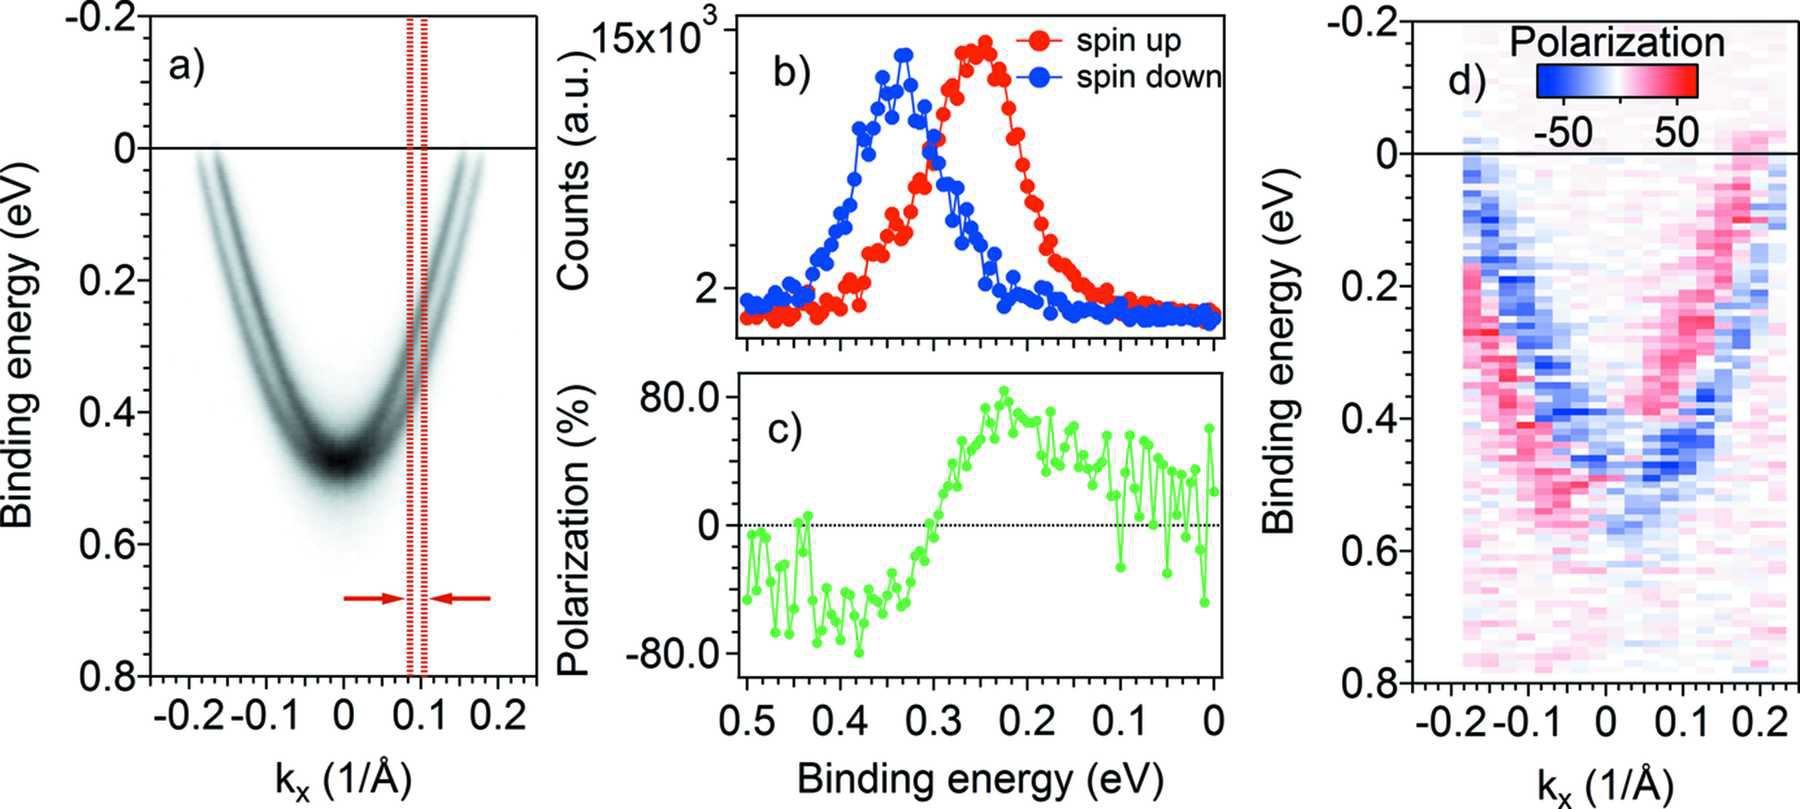 a)
-0.2
0
0.2
0.4
0.6
0.8
Binding energy (eV)
-0.2 -0.1 0 0.1 0.2
kx (1/Å)
b)
15x10³
2
Counts (a.u.)
spin up
spin down
c)
80.0
0
-80.0
Polarization (%)
0.5 0.4 0.3 0.2 0.1 0
Binding energy (eV)
d)
Polarization
-50 50
-0.2
0
0.2
0.4
0.6
0.8
Binding energy (eV)
-0.2 -0.1 0 0.1 0.2
kx (1/Å)